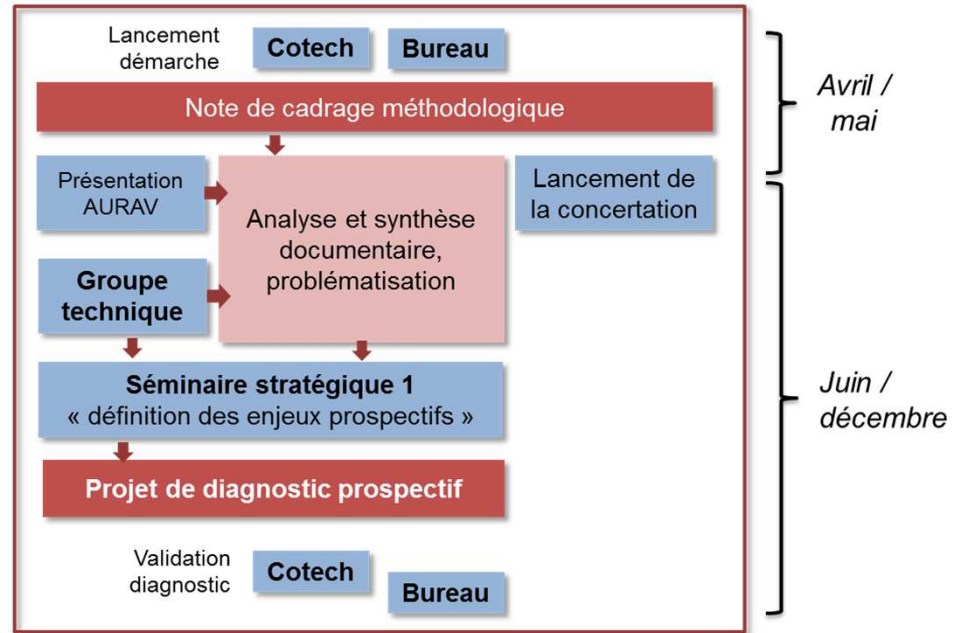 Lancement
démarche
Cotech
Bureau
Note de cadrage méthodologique
Avril /
mai
Présentation
AURAV
Analyse et synthèse
documentaire,
problématisation
Lancement de
la concertation
Groupe
technique
Séminaire stratégique 1
« définition des enjeux prospectifs »
Juin /
décembre
Projet de diagnostic prospectif
Validation
diagnostic
Cotech
Bureau